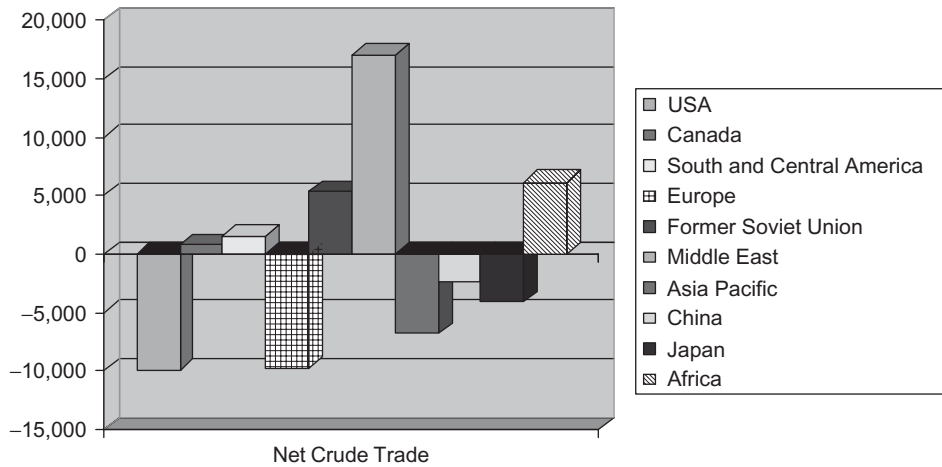 20,000
15,000
10,000
5,000
0
–5,000
–10,000
–15,000
Net Crude Trade
USA
Canada
South and Central America
Europe
Former Soviet Union
Middle East
Asia Pacific
China
Japan
Africa